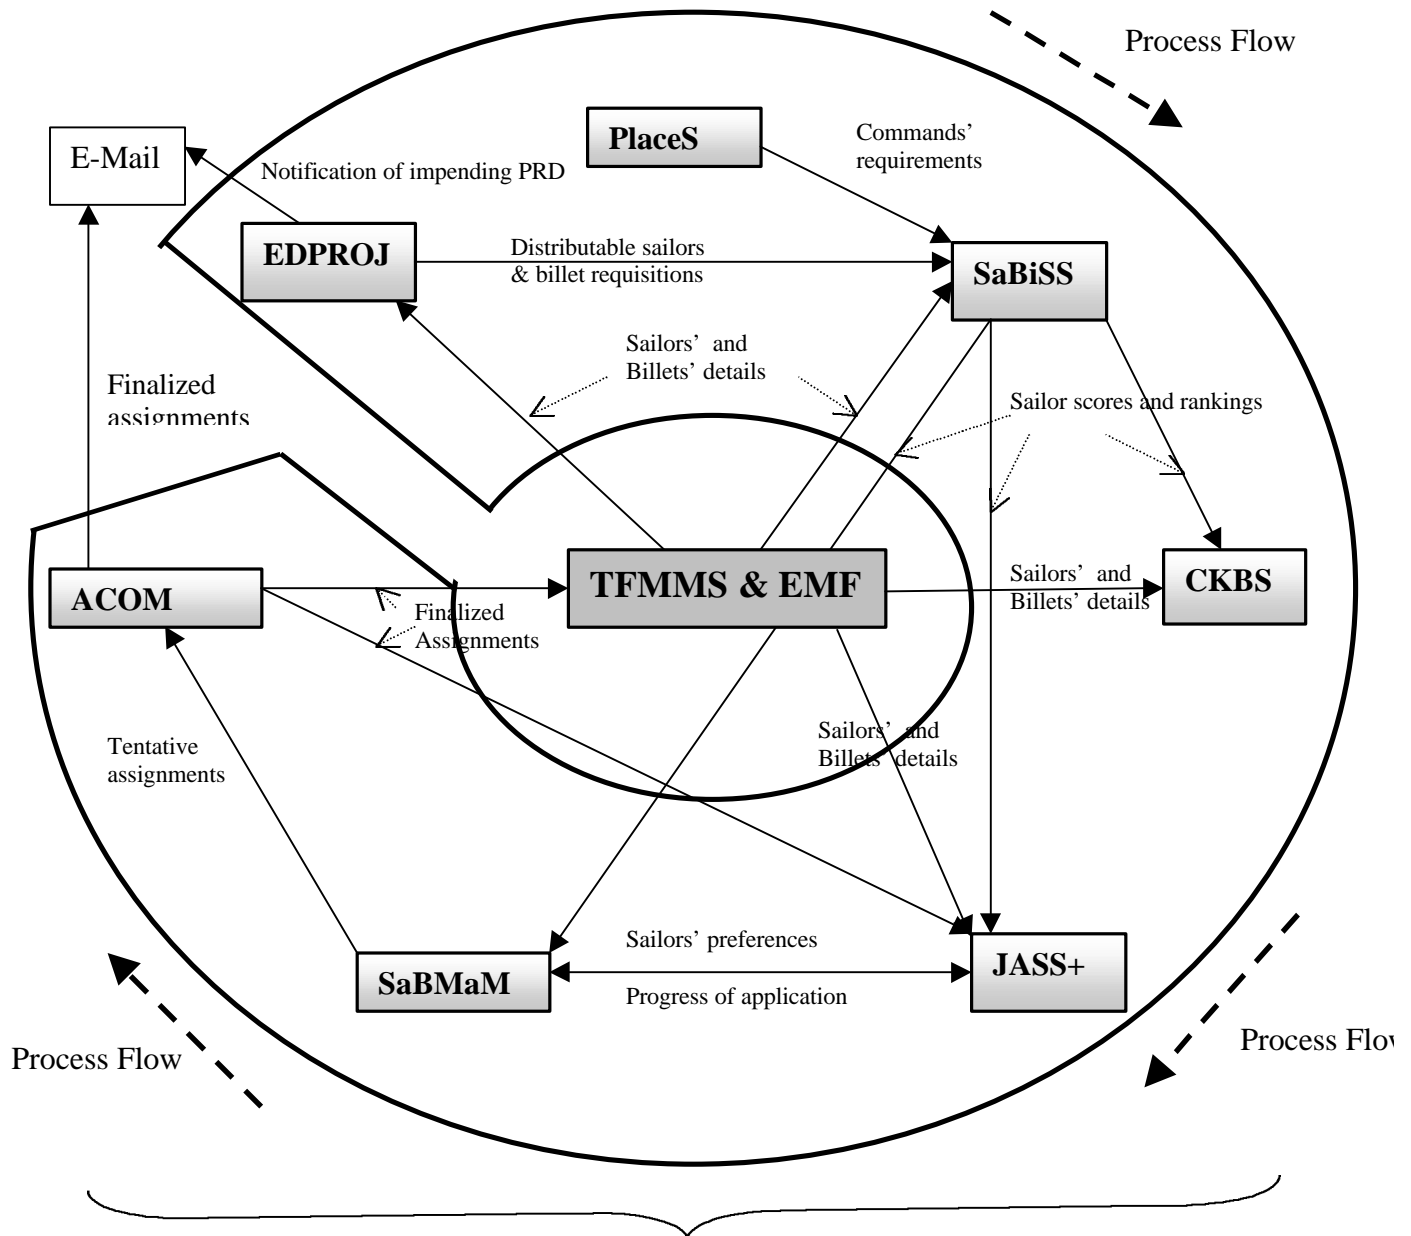 Process Flow
PlaceS
Commands’
requirements
E-Mail
Notification of impending PRD
EDPROJ
Distributable sailors
& billet requisitions
SaBiSS
Sailors’ and
Billets’ details
Finalized
assignments
Sailor scores and rankings
TFMMS & EMF
Sailors’ and
Billets’ details
CKBS
ACOM
Finalized
Assignments
Sailors’ and
Billets’ details
Tentative
assignments
Sailors’ preferences
JASS+
SaBMaM
Progress of application
Process Flow
Process Flow